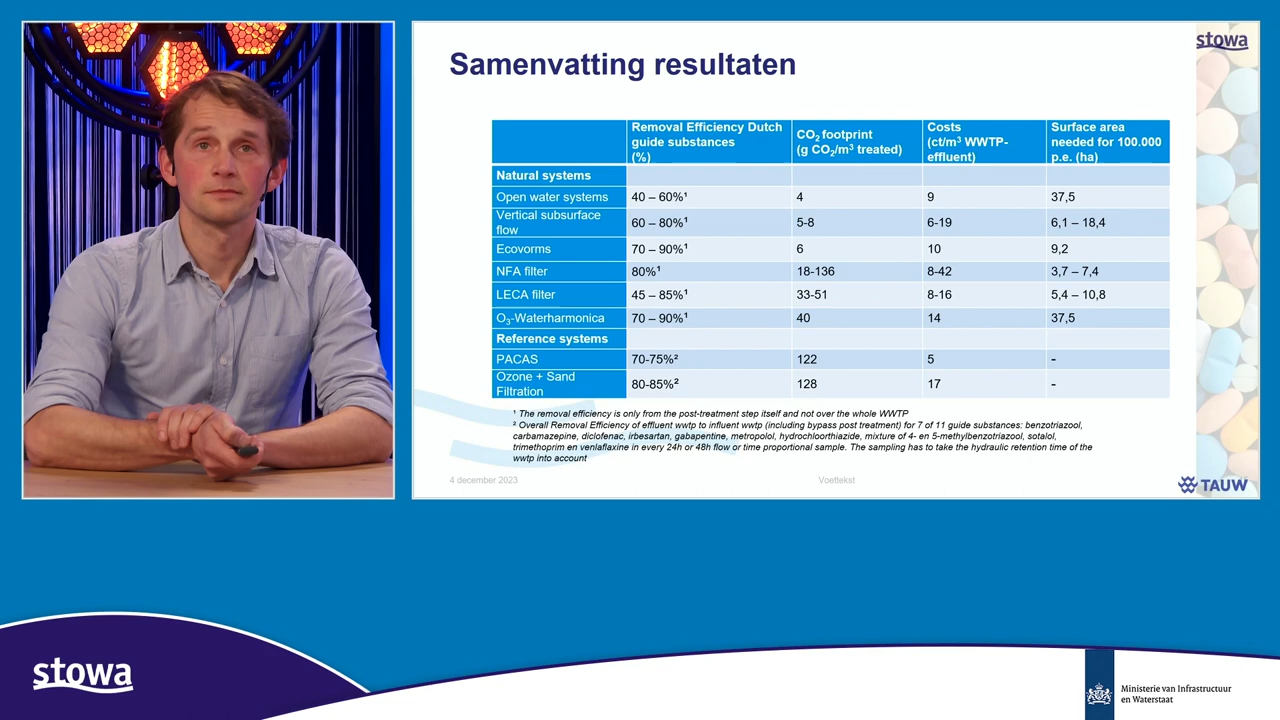 stowa
Samenvatting resultaten
Removal Efficiency Dutch
guide substances
(%)
CO₂ footprint
(g CO₂/m³ treated)
Costs
(ct/m³ WWTP-
effluent)
Surface area
needed for 100.000
p.e. (ha)
Natural systems
Open water systems 40 – 60%¹ 4 9 37,5
Vertical subsurface
flow 60 – 80%¹ 5-8 6-19 6,1 – 18,4
Ecovorms 70 – 90%¹ 6 10 9,2
NFA filter 80%¹ 18-136 8-42 3,7 – 7,4
LECA filter 45 – 85%¹ 33-51 8-16 5,4 – 10,8
O₃-Waterharmonica 70 – 90%¹ 40 14 37,5
Reference systems
PACAS 70-75%² 122 5 -
Ozone + Sand
Filtration 80-85%² 128 17 -
¹ The removal efficiency is only from the post-treatment step itself and not over the whole WWTP
² Overall Removal Efficiency of effluent wwtp to influent wwtp (including bypass post treatment) for 7 of 11 guide substances: benzotriazool,
carbamazepine, diclofenac, irbesartan, gabapentine, metropolol, hydrochloorthiazide, mixture of 4- en 5-methylbenzotriazool, sotalol,
trimethoprim en venlaflaxine in every 24h or 48h flow or time proportional sample. The sampling has to take the hydraulic retention time of the
wwtp into account
4 december 2023 Voettekst
TAUW
stowa
Ministerie van Infrastructuur
en Waterstaat